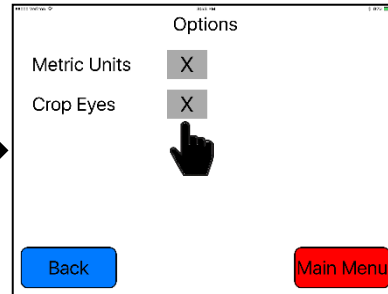 Options
Metric Units X
Crop Eyes X
Back
Main Menu